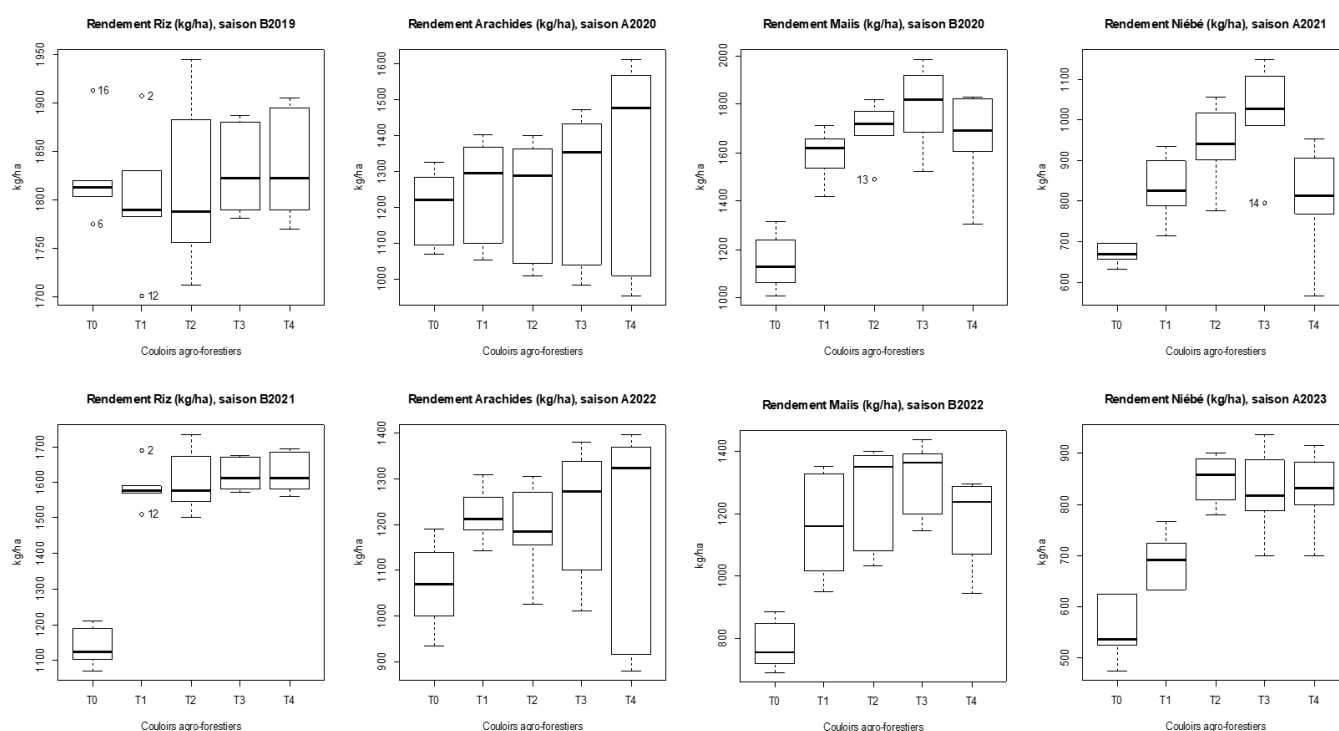 Rendement Riz (kg/ha), saison B2019
kg/ha
1950
1900
1850
1800
1750
1700
16
6
2
12
T0 T1 T2 T3 T4
Couloirs agro-forestiers
Rendement Arachides (kg/ha), saison A2020
kg/ha
1600
1500
1400
1300
1200
1100
1000
T0 T1 T2 T3 T4
Couloirs agro-forestiers
Rendement Maiis (kg/ha), saison B2020
kg/ha
2000
1800
1600
1400
1200
1000
13
T0 T1 T2 T3 T4
Couloirs agro-forestiers
Rendement Niébé (kg/ha), saison A2021
kg/ha
1100
1000
900
800
700
600
14
T0 T1 T2 T3 T4
Couloirs agro-forestiers
Rendement Riz (kg/ha), saison B2021
kg/ha
1700
1600
1500
1400
1300
1200
1100
2
12
T0 T1 T2 T3 T4
Couloirs agro-forestiers
Rendement Arachides (kg/ha), saison A2022
kg/ha
1400
1300
1200
1100
1000
900
T0 T1 T2 T3 T4
Couloirs agro-forestiers
Rendement Maiis (kg/ha), saison B2022
kg/ha
1400
1200
1000
800
T0 T1 T2 T3 T4
Couloirs agro-forestiers
Rendement Niébé (kg/ha), saison A2023
kg/ha
900
800
700
600
500
T0 T1 T2 T3 T4
Couloirs agro-forestiers